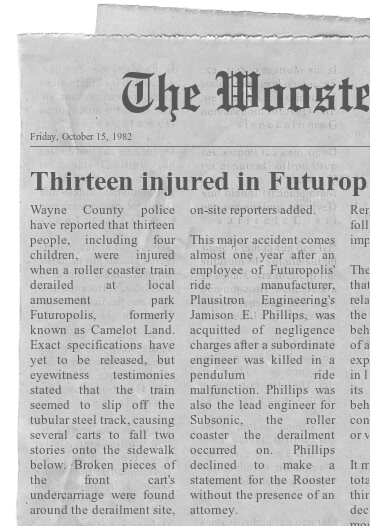 The Wooste
Friday, October 15, 1982
Thirteen injured in Futurop
Wayne County police
have reported that thirteen
people, including four
children, were injured
when a roller coaster train
derailed at local
amusement park
Futuropolis, formerly
known as Camelot Land.
Exact specifications have
yet to be released, but
eyewitness testimonies
stated that the train
seemed to slip off the
tubular steel track, causing
several carts to fall two
stories onto the sidewalk
below. Broken pieces of
the front cart's
undercarriage were found
around the derailment site,
on-site reporters added.
This major accident comes
almost one year after an
employee of Futuropolis'
ride manufacturer,
Plausitron Engineering's
Jamison E. Phillips, was
acquitted of negligence
charges after a subordinate
engineer was killed in a
pendulum ride
malfunction. Phillips was
also the lead engineer for
Subsonic, the roller
coaster the derailment
occurred on. Phillips
declined to make a
statement for the Rooster
without the presence of an
attorney.
Ren
foll
imp
The
that
rela
the
beh
of a
exp
in I
its
beh
con
or v
It m
tota
thir
dec